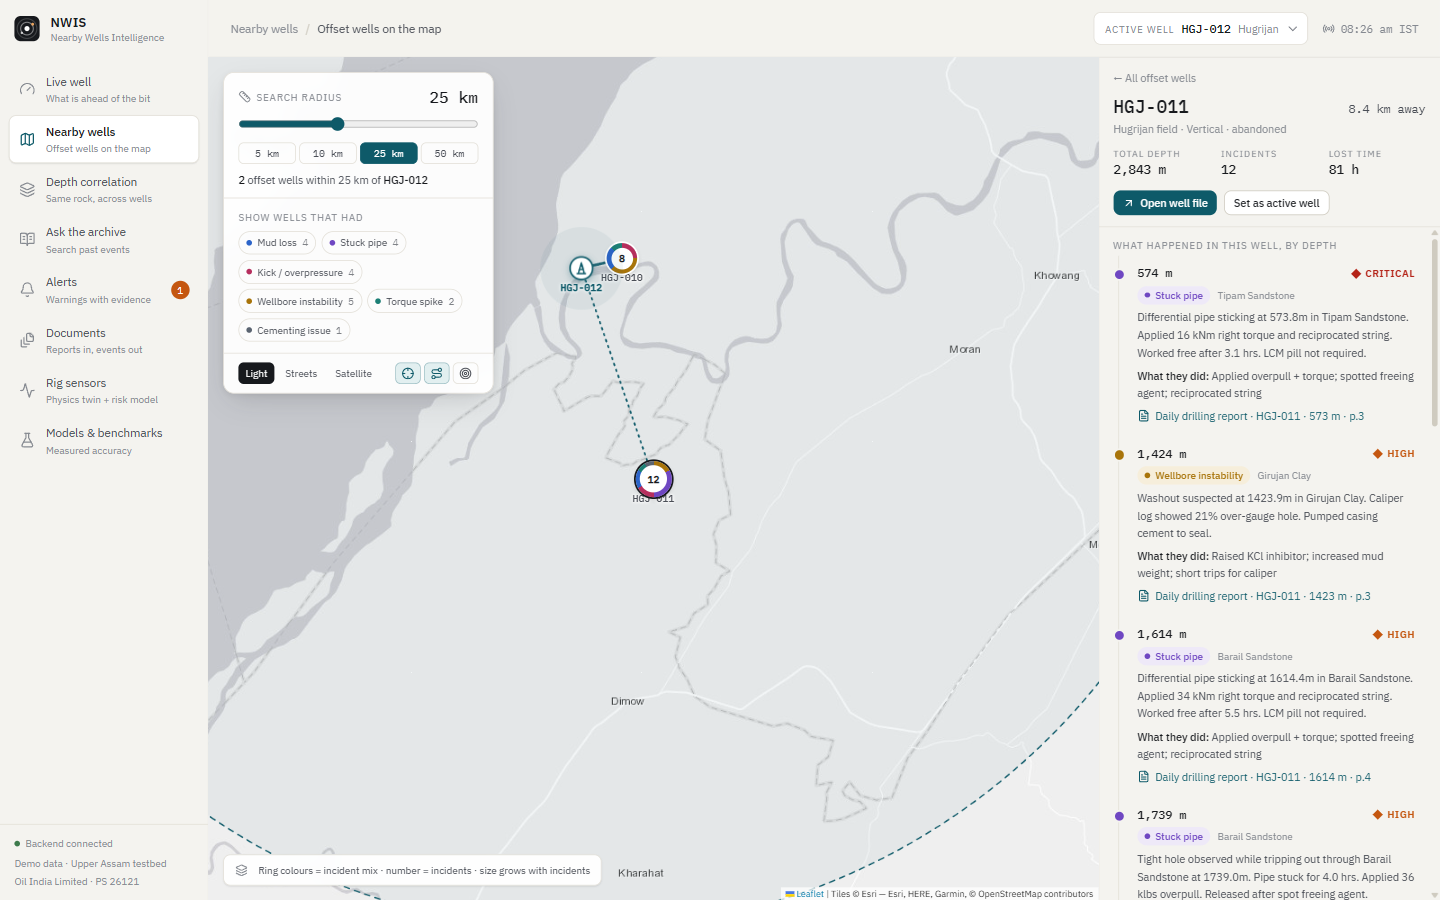 NWIS
Nearby Wells Intelligence
Live well
What is ahead of the bit
Nearby wells
Offset wells on the map
Depth correlation
Same rock, across wells
Ask the archive
Search past events
Alerts
Warnings with evidence
1
Documents
Reports in, events out
Rig sensors
Physics twin + risk model
Models & benchmarks
Measured accuracy
Backend connected
Demo data · Upper Assam testbed
Oil India Limited · PS 26121
Nearby wells / Offset wells on the map
ACTIVE WELL HGJ-012 Hugrijan
08:26 am IST
SEARCH RADIUS 25 km
5 km 10 km 25 km 50 km
2 offset wells within 25 km of HGJ-012
SHOW WELLS THAT HAD
Mud loss 4 Stuck pipe 4
Kick / overpressure 4
Wellbore instability 5 Torque spike 2
Cementing issue 1
Light Streets Satellite
8
HGJ-010
HGJ-012
12
HGJ-011
Khowang
Moran
M
Dimow
Kharahat
Ring colours = incident mix · number = incidents · size grows with incidents
Leaflet | Tiles © Esri — Esri, HERE, Garmin, © OpenStreetMap contributors
← All offset wells
HGJ-011 8.4 km away
Hugrijan field · Vertical · abandoned
TOTAL DEPTH INCIDENTS LOST TIME
2,843 m 12 81 h
Open well file Set as active well
WHAT HAPPENED IN THIS WELL, BY DEPTH
574 m CRITICAL
Stuck pipe Tipam Sandstone
Differential pipe sticking at 573.8m in Tipam Sandstone.
Applied 16 kNm right torque and reciprocated string.
Worked free after 3.1 hrs. LCM pill not required.
What they did: Applied overpull + torque; spotted freeing
agent; reciprocated string
Daily drilling report · HGJ-011 · 573 m · p.3
1,424 m HIGH
Wellbore instability Girujan Clay
Washout suspected at 1423.9m in Girujan Clay. Caliper
log showed 21% over-gauge hole. Pumped casing
cement to seal.
What they did: Raised KCl inhibitor; increased mud
weight; short trips for caliper
Daily drilling report · HGJ-011 · 1423 m · p.3
1,614 m HIGH
Stuck pipe Barail Sandstone
Differential pipe sticking at 1614.4m in Barail Sandstone.
Applied 34 kNm right torque and reciprocated string.
Worked free after 5.5 hrs. LCM pill not required.
What they did: Applied overpull + torque; spotted freeing
agent; reciprocated string
Daily drilling report · HGJ-011 · 1614 m · p.4
1,739 m HIGH
Stuck pipe Barail Sandstone
Tight hole observed while tripping out through Barail
Sandstone at 1739.0m. Pipe stuck for 4.0 hrs. Applied 36
klbs overpull. Released after spot freeing agent.